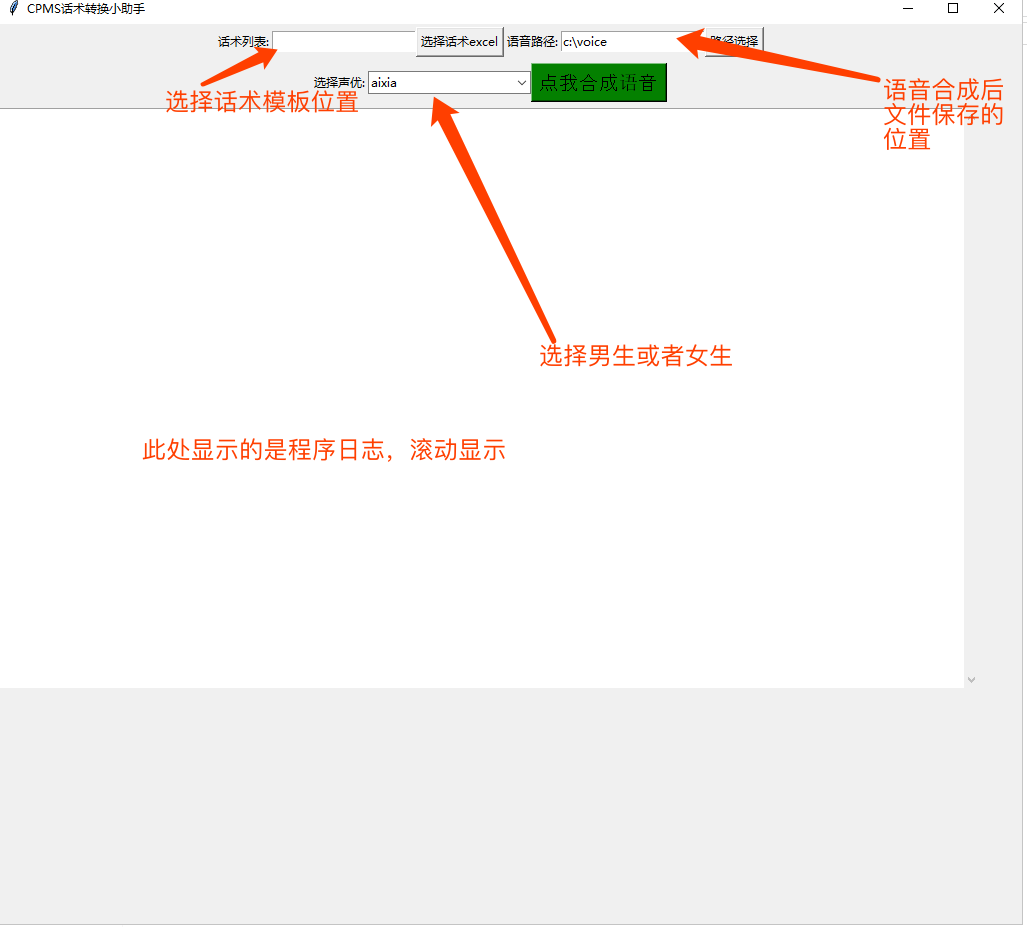 CPMS话术转换小助手
话术列表:
选择话术excel
语音路径:
c:\voice
路径选择
选择声优:
aixia
点我合成语音
选择话术模板位置
语音合成后
文件保存的
位置
选择男生或者女生
此处显示的是程序日志，滚动显示